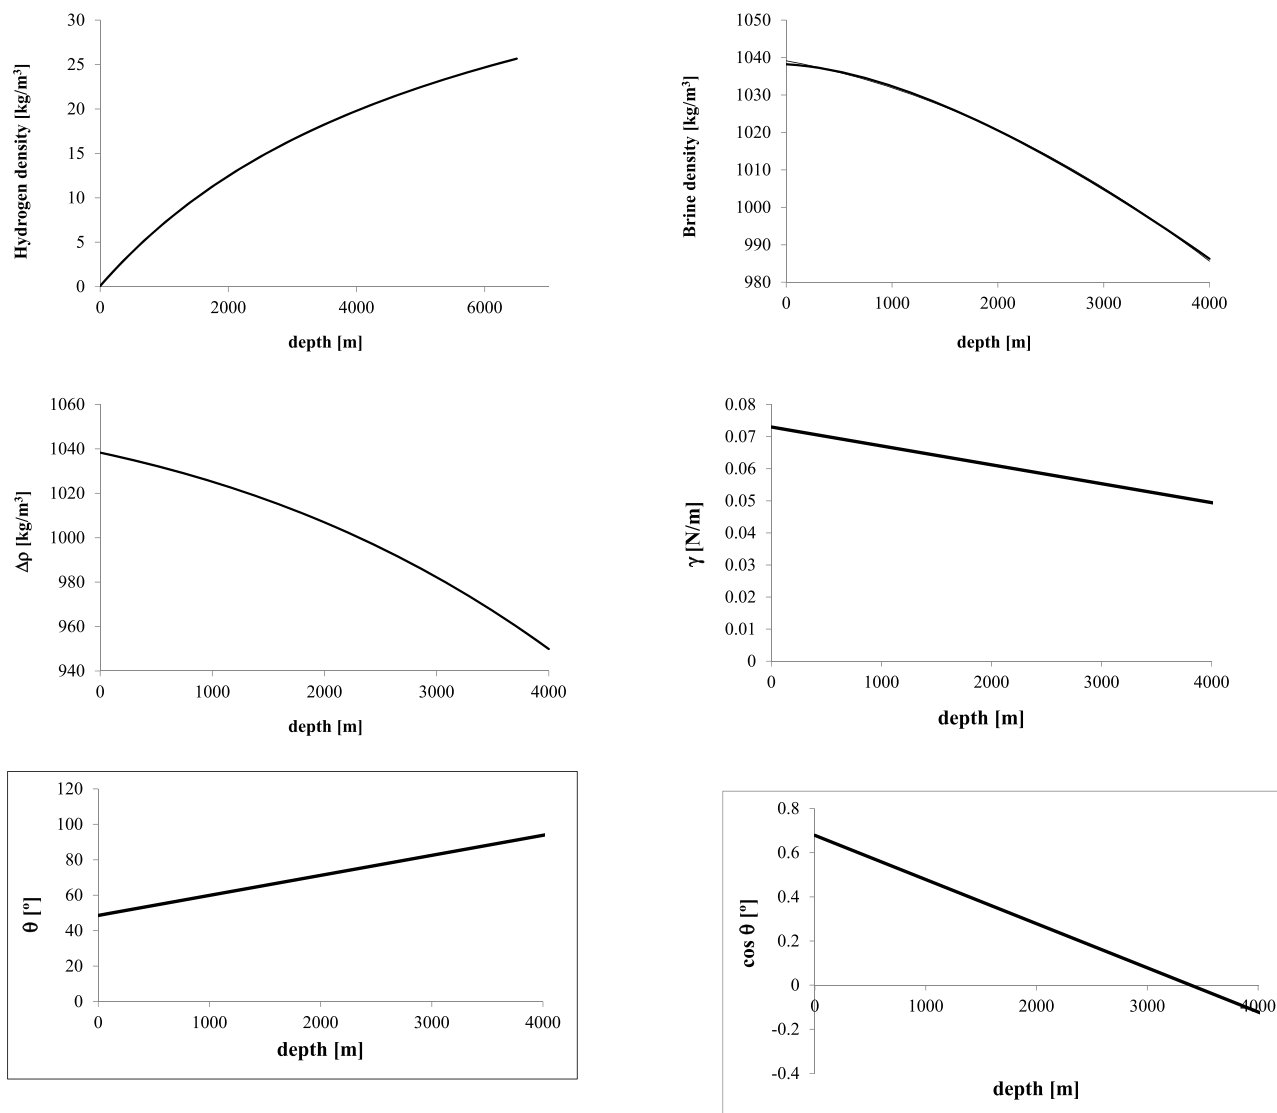 30
25
20
15
10
5
0
0 2000 4000 6000
Hydrogen density [kg/m³]
depth [m]
1050
1040
1030
1020
1010
1000
990
980
0 1000 2000 3000 4000
Brine density [kg/m³]
depth [m]
1060
1040
1020
1000
980
960
940
0 1000 2000 3000 4000
Δρ [kg/m³]
depth [m]
0.08
0.07
0.06
0.05
0.04
0.03
0.02
0.01
0
0 1000 2000 3000 4000
γ [N/m]
depth [m]
120
100
80
60
40
20
0
0 1000 2000 3000 4000
θ [º]
depth [m]
0.8
0.6
0.4
0.2
0
-0.2
-0.4
0 1000 2000 3000 4000
cos θ [º]
depth [m]